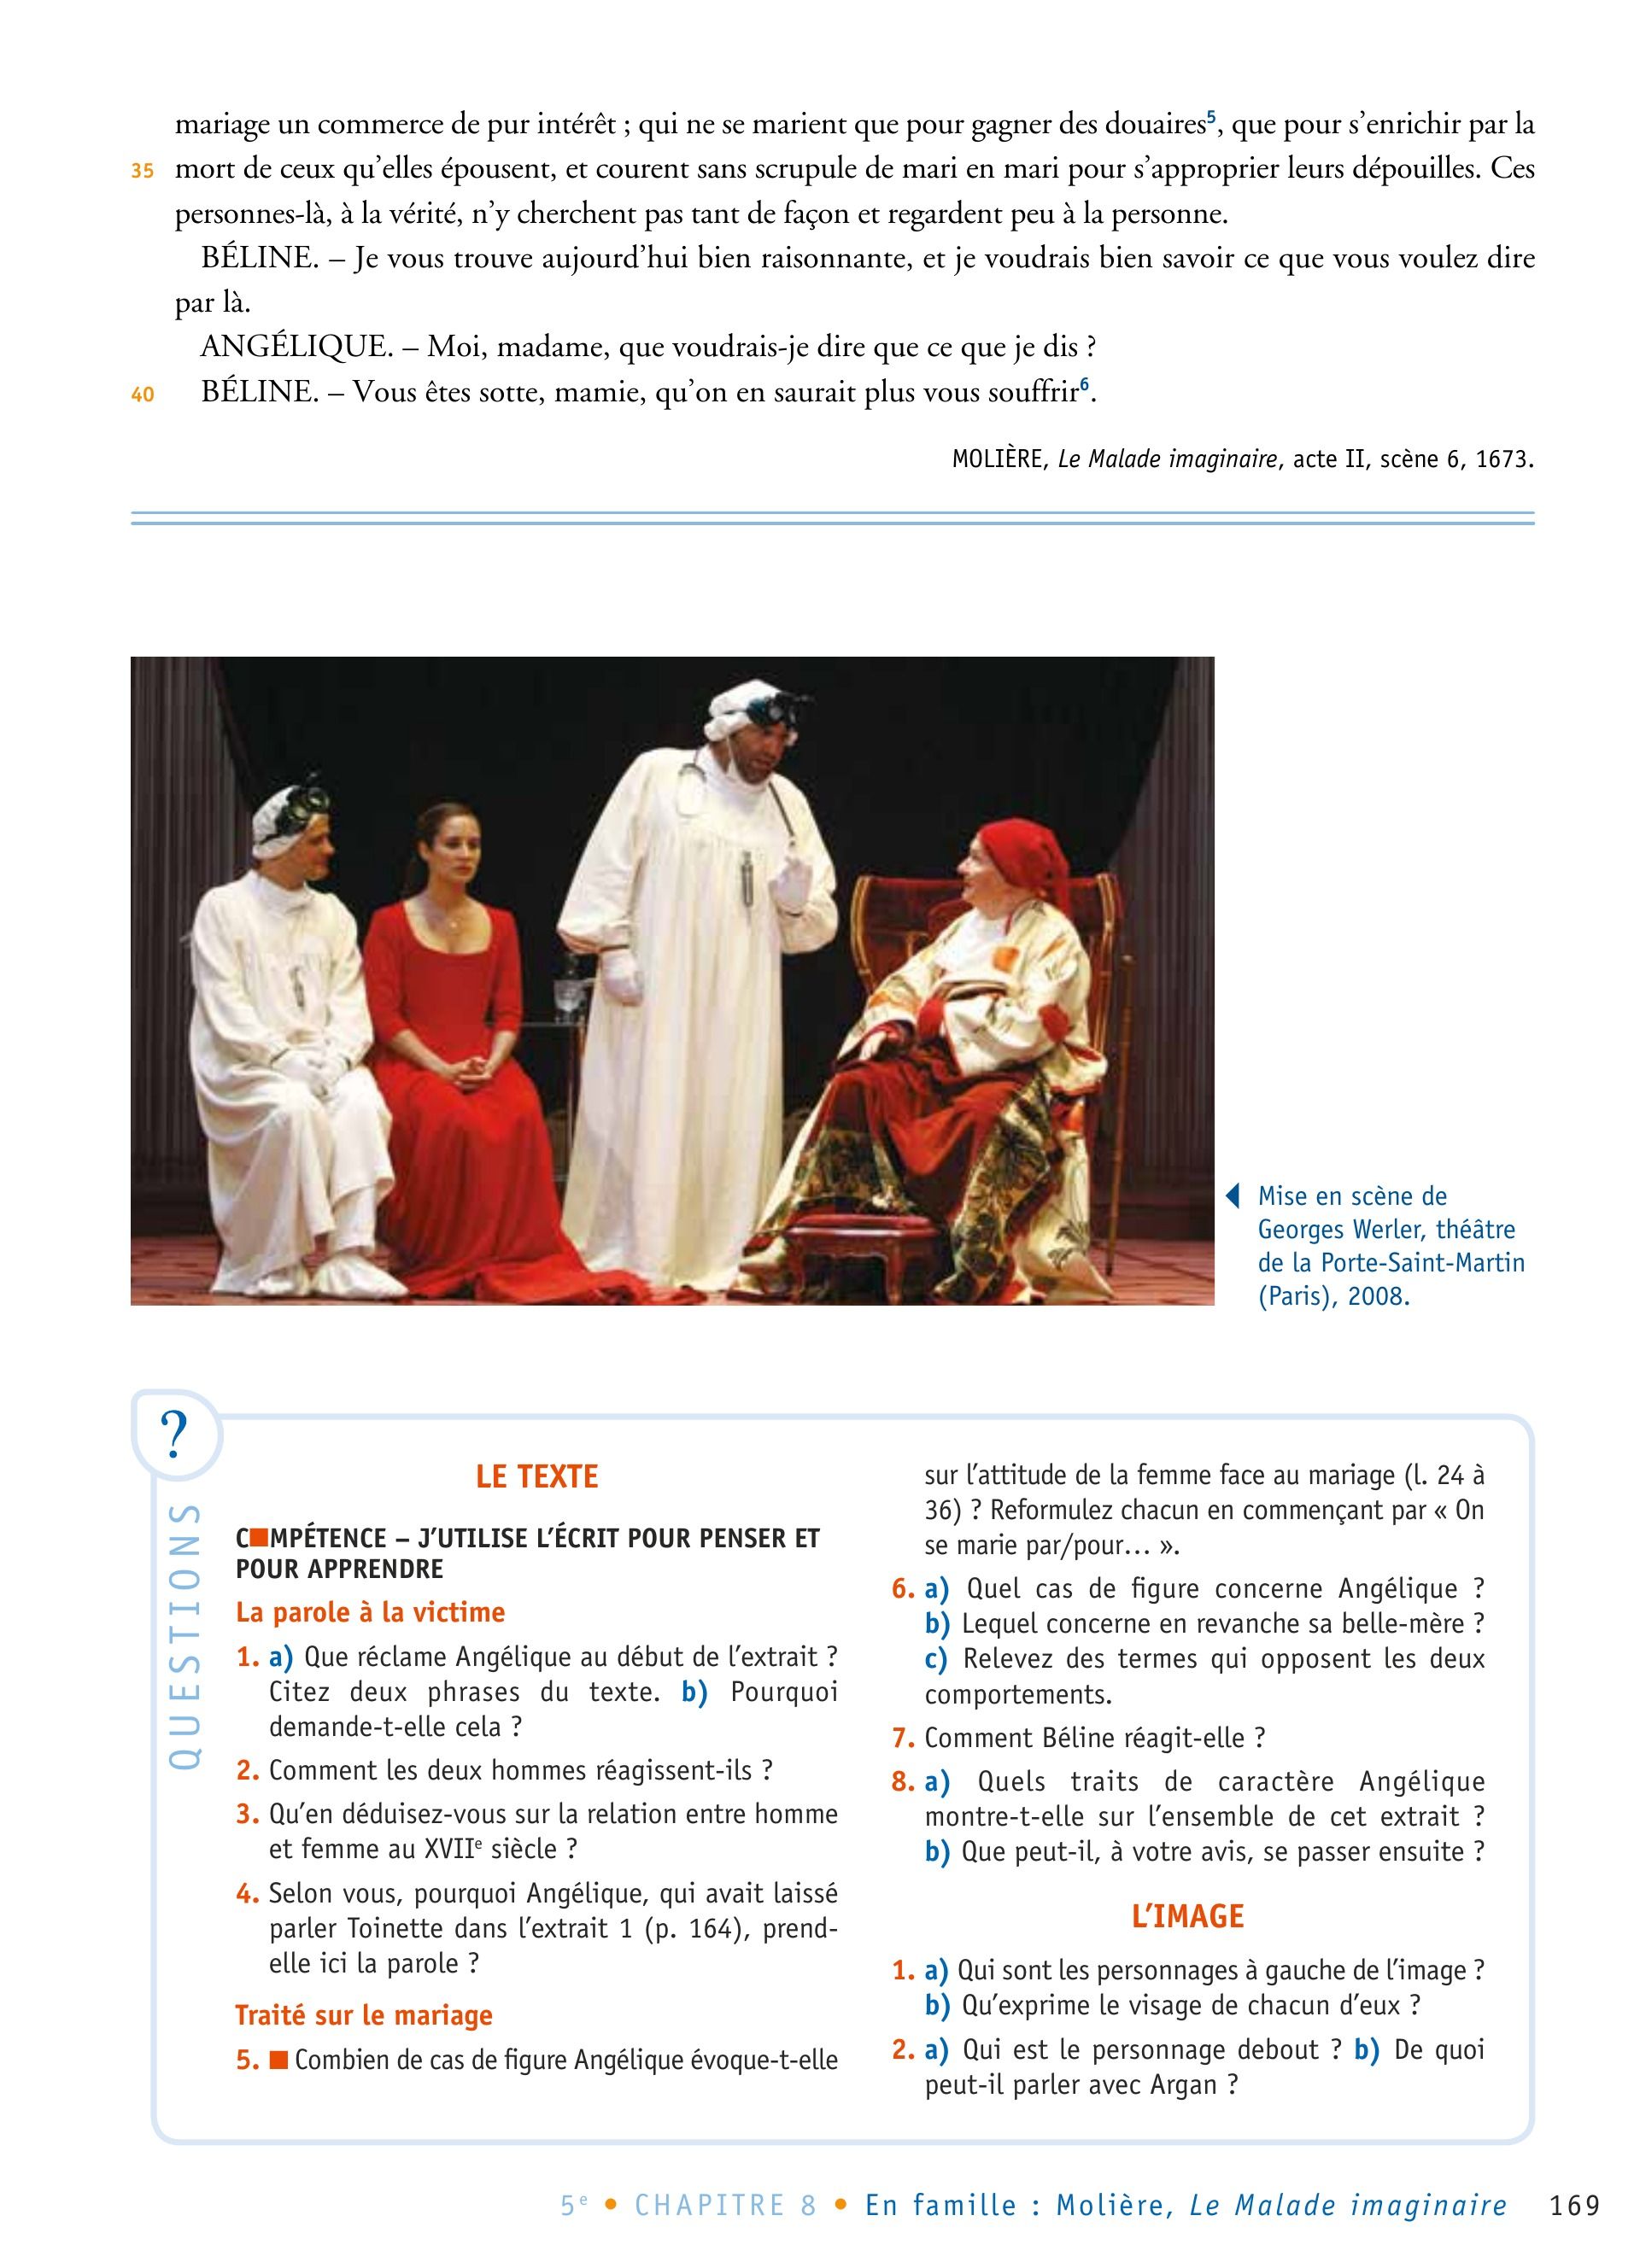 mariage un commerce de pur intérêt ; qui ne se marient que pour gagner des douaires⁵, que pour s’enrichir par la
35 mort de ceux qu’elles épousent, et courent sans scrupule de mari en mari pour s’approprier leurs dépouilles. Ces
personnes-là, à la vérité, n’y cherchent pas tant de façon et regardent peu à la personne.
BÉLINE. – Je vous trouve aujourd’hui bien raisonnante, et je voudrais bien savoir ce que vous voulez dire
par là.
ANGÉLIQUE. – Moi, madame, que voudrais-je dire que ce que je dis ?
40 BÉLINE. – Vous êtes sotte, mamie, qu’on en saurait plus vous souffrir⁶.
MOLIÈRE, Le Malade imaginaire, acte II, scène 6, 1673.
◀ Mise en scène de
Georges Werler, théâtre
de la Porte-Saint-Martin
(Paris), 2008.
?
QUESTIONS
LE TEXTE
C■MPÉTENCE – J’UTILISE L’ÉCRIT POUR PENSER ET
POUR APPRENDRE
La parole à la victime
1. a) Que réclame Angélique au début de l’extrait ?
Citez deux phrases du texte. b) Pourquoi
demande-t-elle cela ?
2. Comment les deux hommes réagissent-ils ?
3. Qu’en déduisez-vous sur la relation entre homme
et femme au XVIIᵉ siècle ?
4. Selon vous, pourquoi Angélique, qui avait laissé
parler Toinette dans l’extrait 1 (p. 164), prend-
elle ici la parole ?
Traité sur le mariage
5. ■ Combien de cas de figure Angélique évoque-t-elle
sur l’attitude de la femme face au mariage (l. 24 à
36) ? Reformulez chacun en commençant par « On
se marie par/pour… ».
6. a) Quel cas de figure concerne Angélique ?
b) Lequel concerne en revanche sa belle-mère ?
c) Relevez des termes qui opposent les deux
comportements.
7. Comment Béline réagit-elle ?
8. a) Quels traits de caractère Angélique
montre-t-elle sur l’ensemble de cet extrait ?
b) Que peut-il, à votre avis, se passer ensuite ?
L’IMAGE
1. a) Qui sont les personnages à gauche de l’image ?
b) Qu’exprime le visage de chacun d’eux ?
2. a) Qui est le personnage debout ? b) De quoi
peut-il parler avec Argan ?
5ᵉ • CHAPITRE 8 • En famille : Molière, Le Malade imaginaire 169